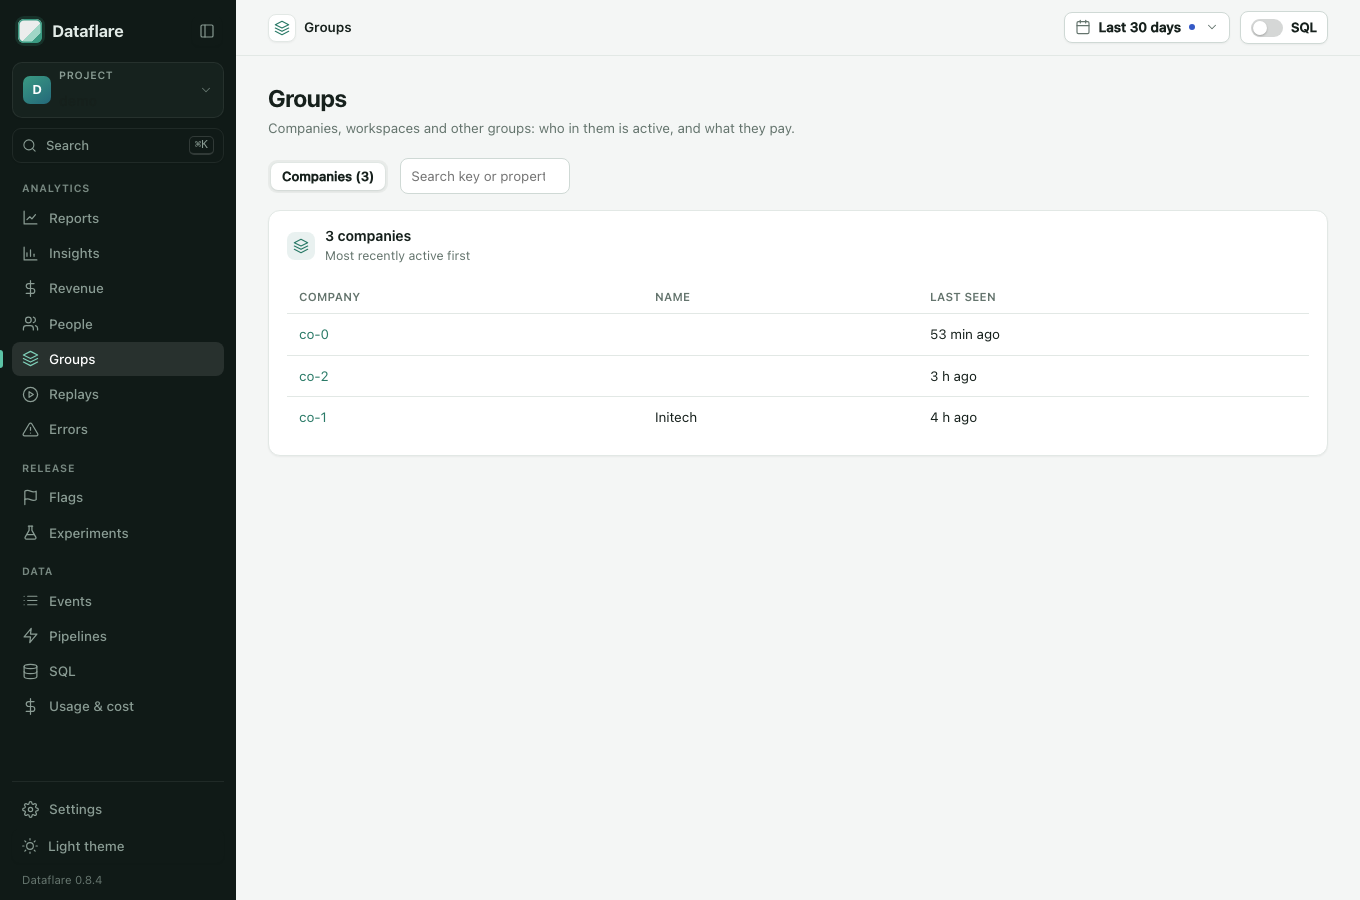 Dataflare
PROJECT
D
Search ⌘K
ANALYTICS
Reports
Insights
Revenue
People
Groups
Replays
Errors
RELEASE
Flags
Experiments
DATA
Events
Pipelines
SQL
Usage & cost
Settings
Light theme
Dataflare 0.8.4
Groups
Last 30 days
SQL
Groups
Companies, workspaces and other groups: who in them is active, and what they pay.
Companies (3)
Search key or propert
3 companies
Most recently active first
COMPANY NAME LAST SEEN
co-0 53 min ago
co-2 3 h ago
co-1 Initech 4 h ago